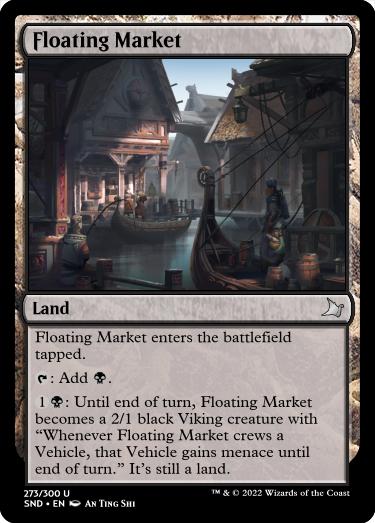 Floating Market
Land
Floating Market enters the battlefield
tapped.
: Add .
1 : Until end of turn, Floating Market
becomes a 2/1 black Viking creature with
“Whenever Floating Market crews a
Vehicle, that Vehicle gains menace until
end of turn.” It’s still a land.
273/300 U
SND • EN An Ting Shi
™ & © 2022 Wizards of the Coast